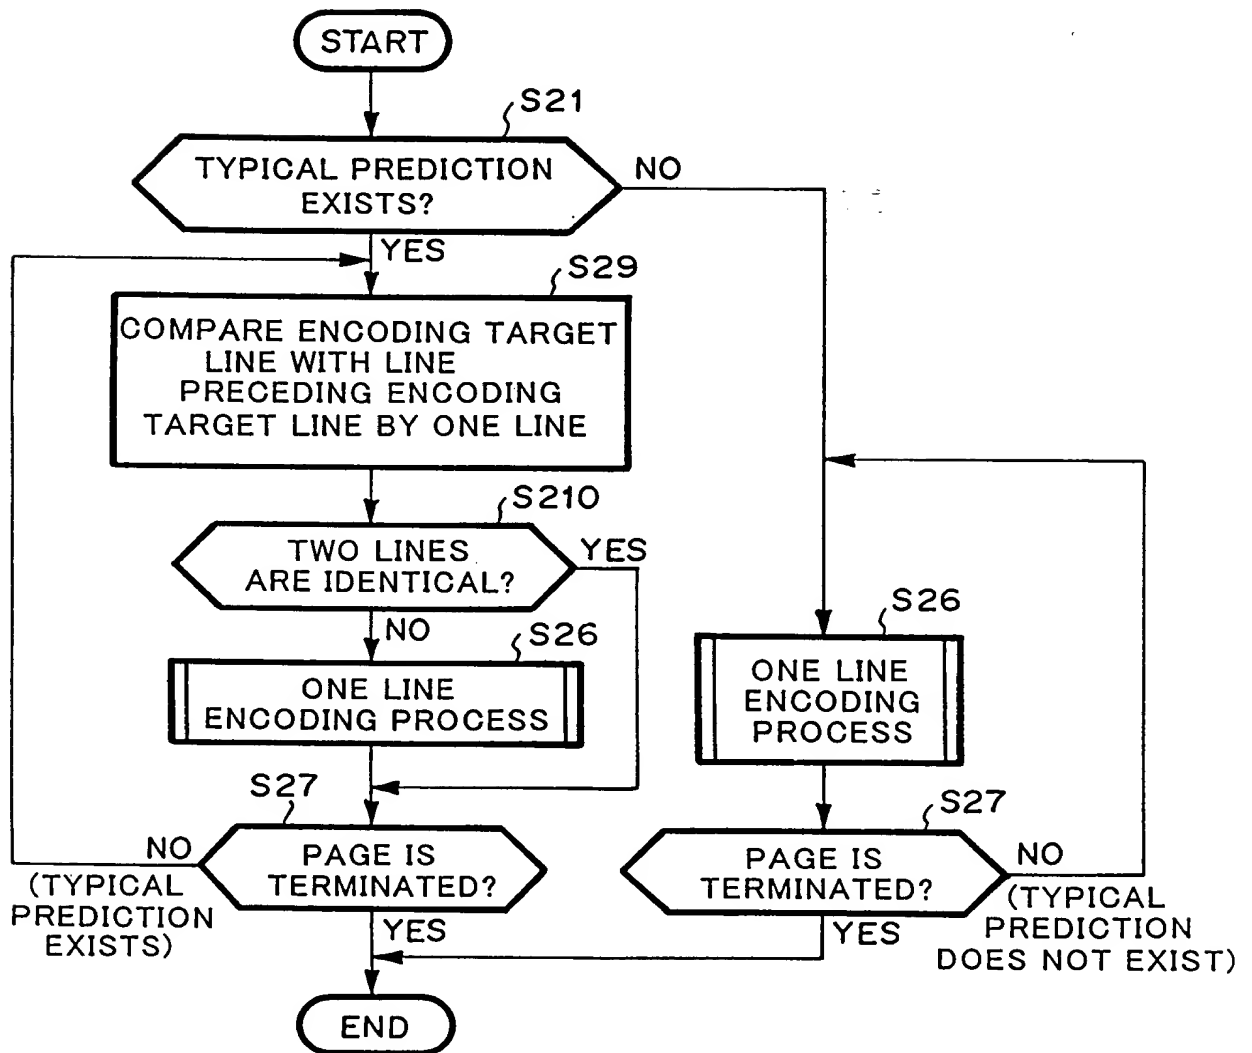 START
S21
TYPICAL PREDICTION
EXISTS?
NO
YES
S29
COMPARE ENCODING TARGET
LINE WITH LINE
PRECEDING ENCODING
TARGET LINE BY ONE LINE
S210
TWO LINES
ARE IDENTICAL?
YES
NO
S26
ONE LINE
ENCODING PROCESS
S27
PAGE IS
TERMINATED?
NO
(TYPICAL
PREDICTION
EXISTS)
YES
S26
ONE LINE
ENCODING
PROCESS
S27
PAGE IS
TERMINATED?
NO
(TYPICAL
PREDICTION
DOES NOT EXIST)
YES
END